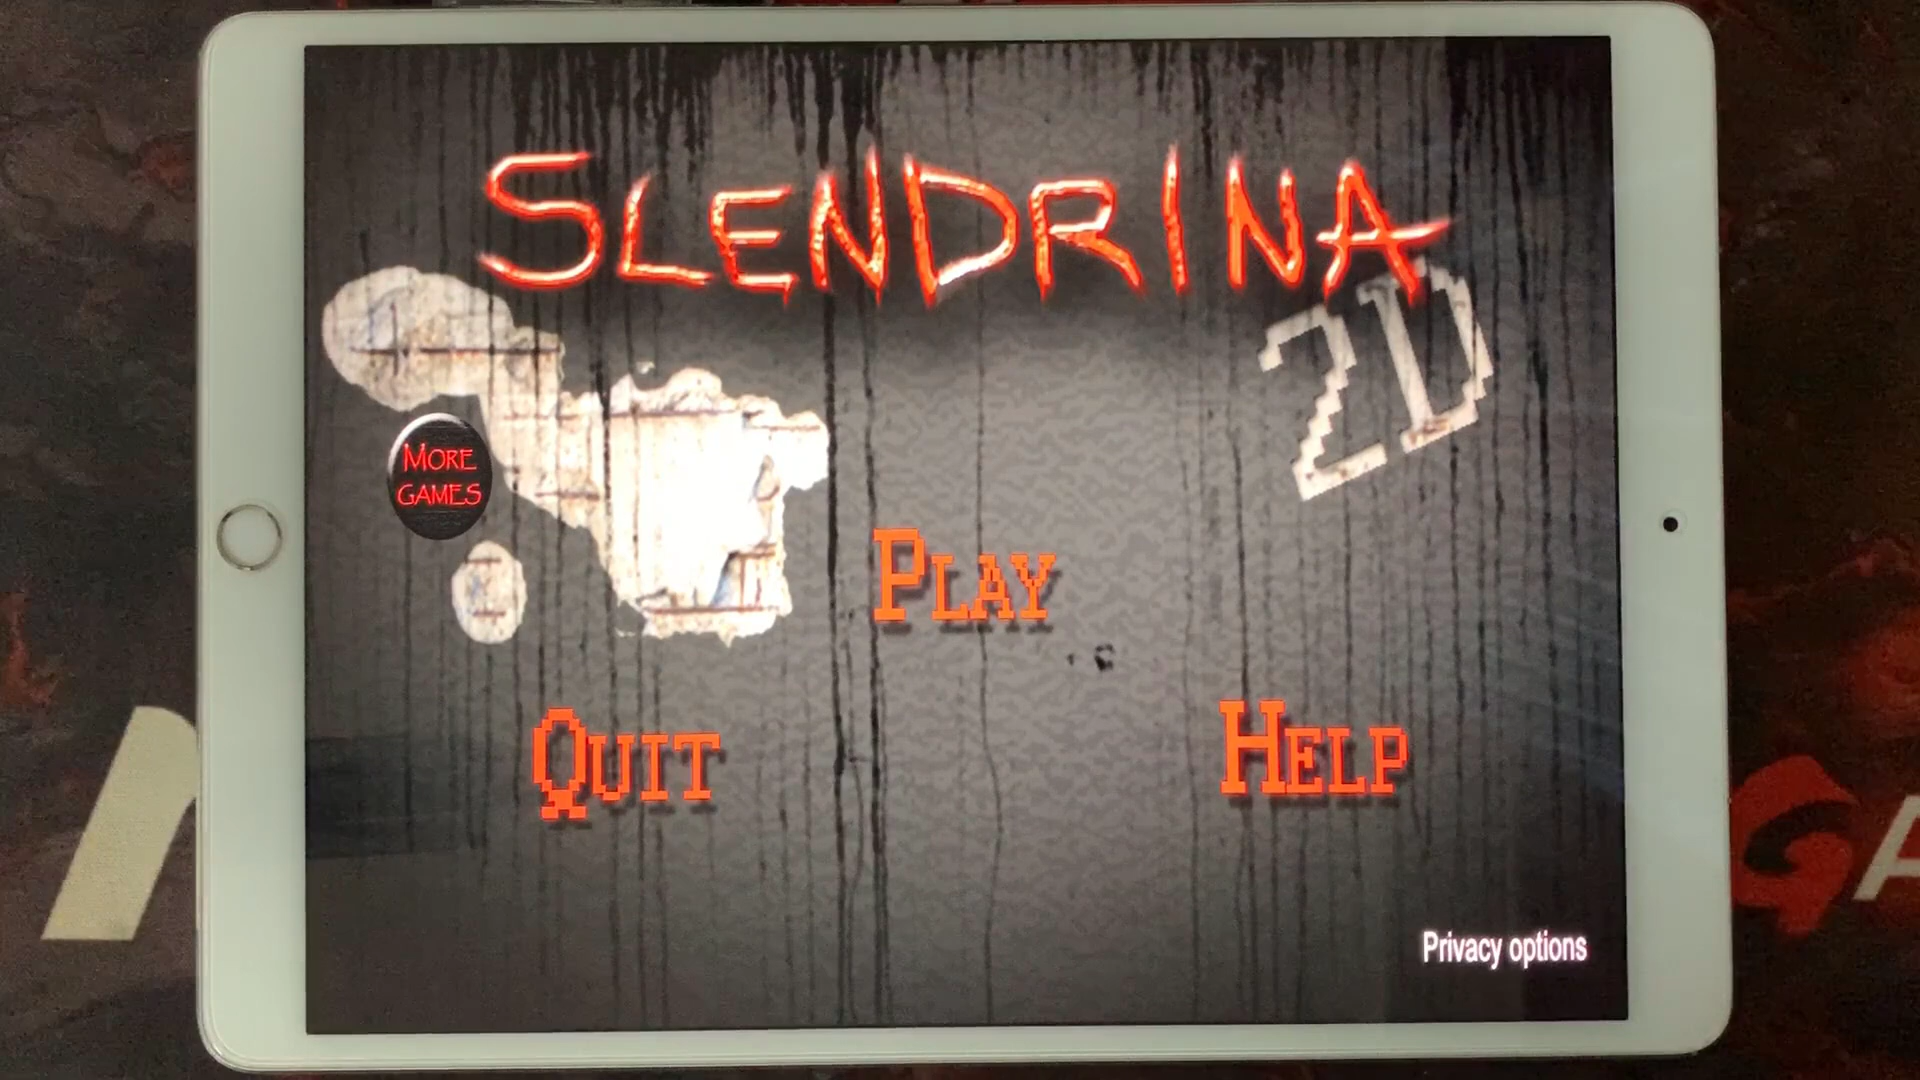 SLENDRINA
2D
MORE
GAMES
PLAY
QUIT
HELP
Privacy options